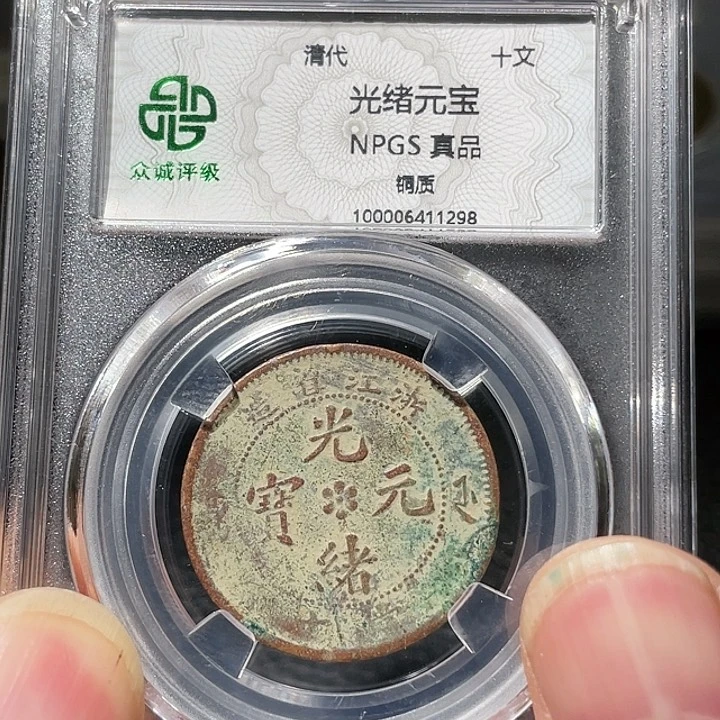 清代 十文
光绪元宝
NPGS 真品
铜质
100006411298
众诚评级
浙江省造
光
元
寶
緒